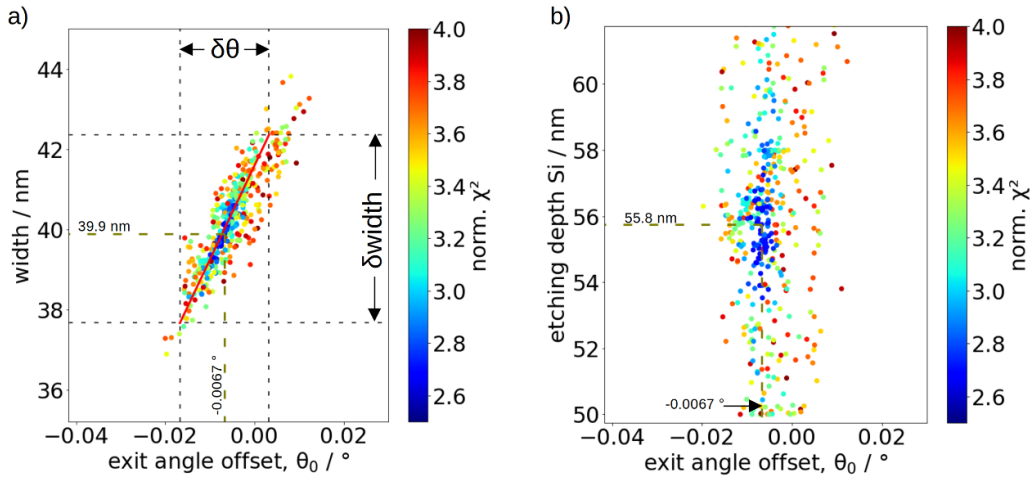 a)
δθ
δwidth
39.9 nm
-0.0067 °
44
42
40
38
36
width / nm
−0.04 −0.02 0.00 0.02
exit angle offset, θ₀ / °
4.0
3.8
3.6
3.4
3.2
3.0
2.8
2.6
norm. χ²
b)
55.8 nm
-0.0067 °
60
58
56
54
52
50
etching depth Si / nm
−0.04 −0.02 0.00 0.02
exit angle offset, θ₀ / °
4.0
3.8
3.6
3.4
3.2
3.0
2.8
2.6
norm. χ²